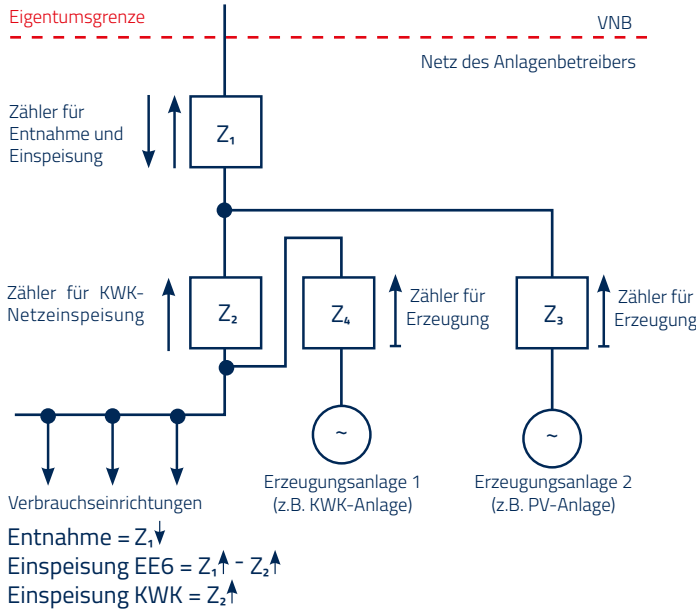 Eigentumsgrenze
VNB
Netz des Anlagenbetreibers
Zähler für
Entnahme und
Einspeisung
Z₁
Zähler für KWK-
Netzeinspeisung
Z₂
Z₄
Zähler für
Erzeugung
Z₃
Zähler für
Erzeugung
~
~
Verbrauchseinrichtungen
Erzeugungsanlage 1
(z.B. KWK-Anlage)
Erzeugungsanlage 2
(z.B. PV-Anlage)
Entnahme = Z₁↓
Einspeisung EE6 = Z₁↑ - Z₂↑
Einspeisung KWK = Z₂↑